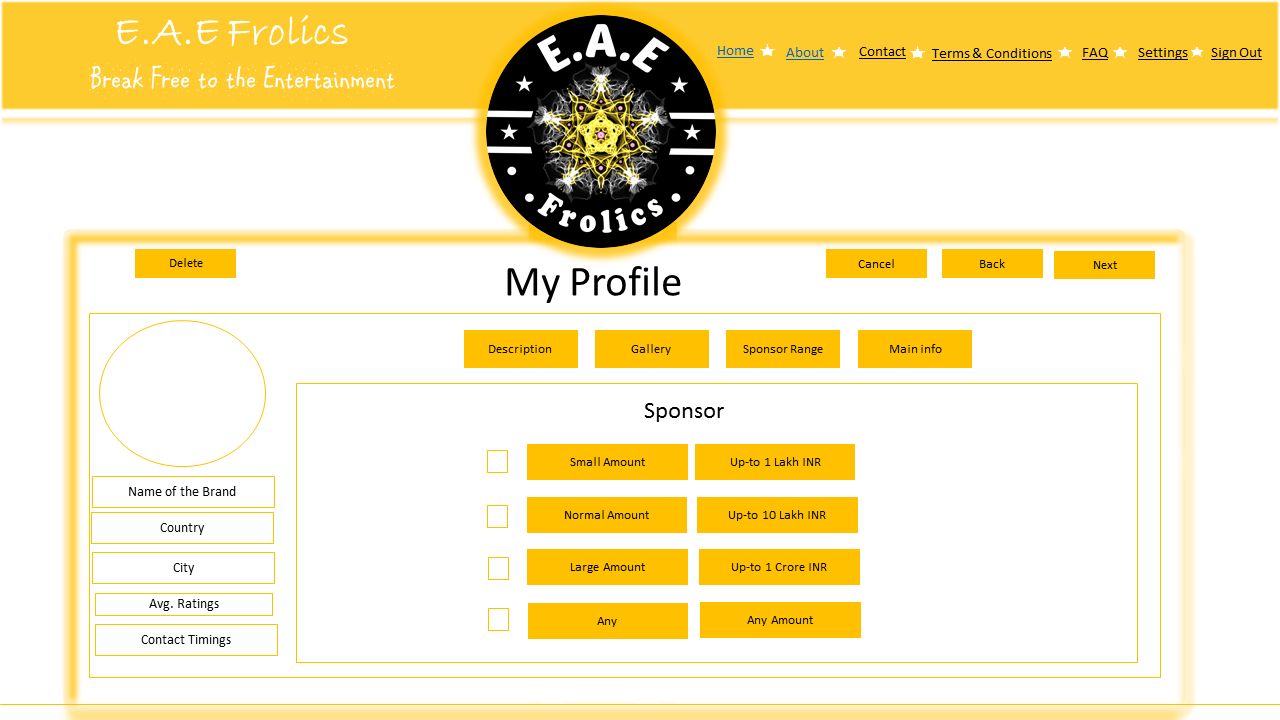 E.A.E Frolics
Break Free to the Entertainment
E.A.E
Frolics
Home About Contact Terms & Conditions FAQ Settings Sign Out
Delete
My Profile
Cancel Back Next
Description Gallery Sponsor Range Main info
Name of the Brand
Country
City
Avg. Ratings
Contact Timings
Sponsor
Small Amount Up-to 1 Lakh INR
Normal Amount Up-to 10 Lakh INR
Large Amount Up-to 1 Crore INR
Any Any Amount